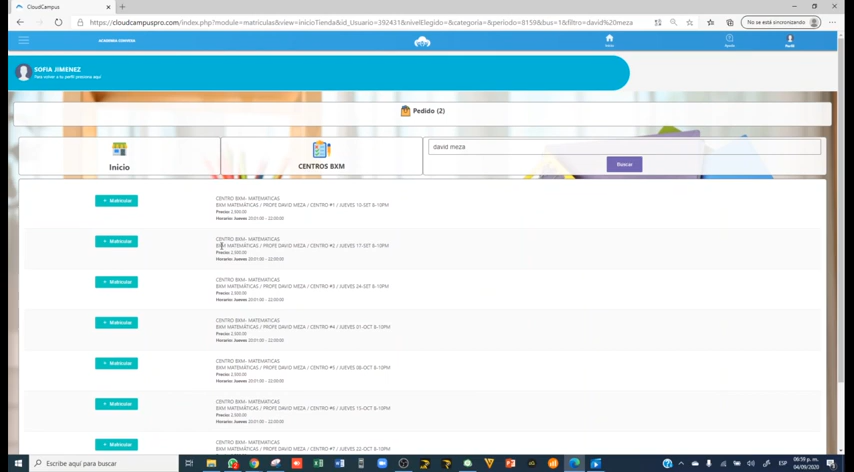 CloudCampus
https://cloudcampuspro.com/index.php?module=matriculas&view=inicioTienda&id_Usuario=392431&nivelElegido=&categoria=&periodo=8159&bus=1&filtro=david%20meza
No se está sincronizando
Inicio
Ayuda
Perfil
SOFIA JIMENEZ
Para volver a tu perfil presiona aquí
Pedido (2)
Inicio
CENTROS BXM
david meza
Buscar
+ Matricular
CENTRO BXM- MATEMATICAS
BXM MATEMÁTICAS / PROFE DAVID MEZA / CENTRO #1 / JUEVES 10-SET 8-10PM
Precio: 2,500.00
Horario: Jueves 20:01:00 - 22:00:00
+ Matricular
CENTRO BXM- MATEMATICAS
BXM MATEMÁTICAS / PROFE DAVID MEZA / CENTRO #2 / JUEVES 17-SET 8-10PM
Precio: 2,500.00
Horario: Jueves 20:01:00 - 22:00:00
+ Matricular
CENTRO BXM- MATEMATICAS
BXM MATEMÁTICAS / PROFE DAVID MEZA / CENTRO #3 / JUEVES 24-SET 8-10PM
Precio: 2,500.00
Horario: Jueves 20:01:00 - 22:00:00
+ Matricular
CENTRO BXM- MATEMATICAS
BXM MATEMÁTICAS / PROFE DAVID MEZA / CENTRO #4 / JUEVES 01-OCT 8-10PM
Precio: 2,500.00
Horario: Jueves 20:01:00 - 22:00:00
+ Matricular
CENTRO BXM- MATEMATICAS
BXM MATEMÁTICAS / PROFE DAVID MEZA / CENTRO #5 / JUEVES 08-OCT 8-10PM
Precio: 2,500.00
Horario: Jueves 20:01:00 - 22:00:00
+ Matricular
CENTRO BXM- MATEMATICAS
BXM MATEMÁTICAS / PROFE DAVID MEZA / CENTRO #6 / JUEVES 15-OCT 8-10PM
Precio: 2,500.00
Horario: Jueves 20:01:00 - 22:00:00
+ Matricular
CENTRO BXM- MATEMATICAS
BXM MATEMÁTICAS / PROFE DAVID MEZA / CENTRO #7 / JUEVES 22-OCT 8-10PM
Escribe aquí para buscar
ESP
06:59 p. m.
04/09/2020